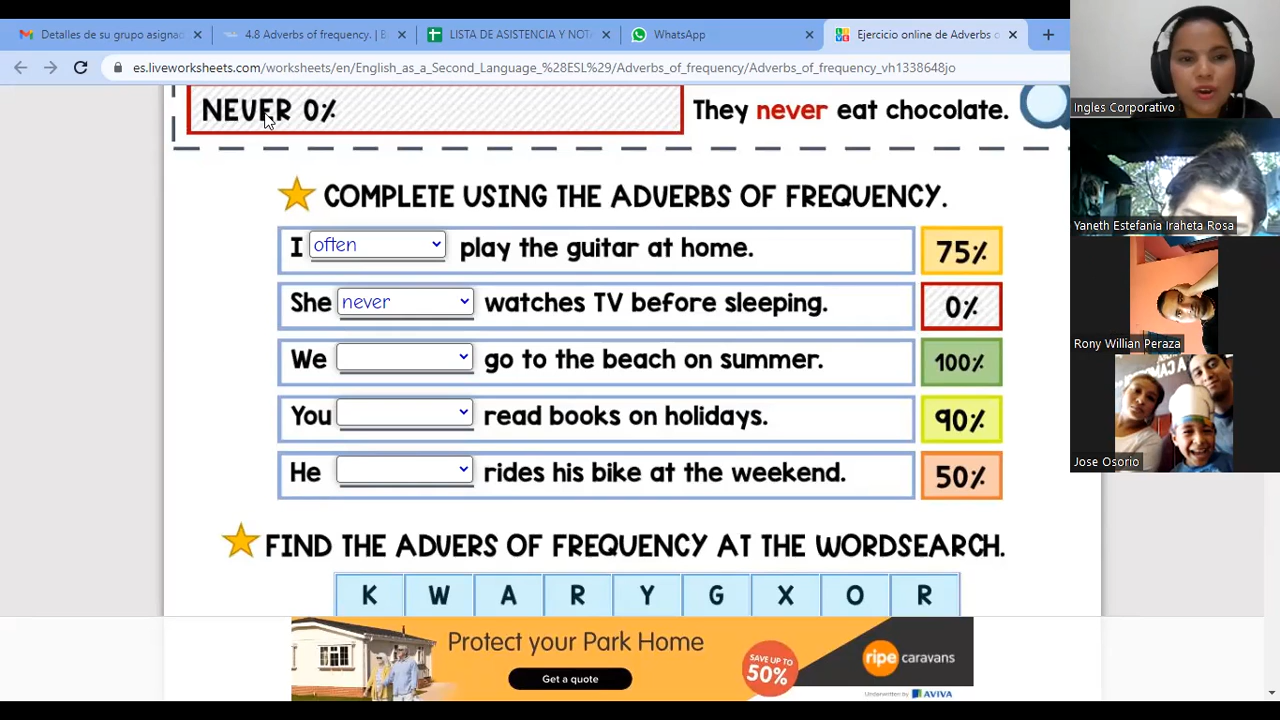 Detalles de su grupo esignad
4.8 Adverbs of frequency. | B
LISTA DE ASISTENCIA Y NOTA
WhatsApp
Ejercicio online de Adverbs o
es.liveworksheets.com/worksheets/en/English_as_a_Second_Language_%28ESL%29/Adverbs_of_frequency/Adverbs_of_frequency_vh1338648jo
NEVER 0%
They never eat chocolate.
COMPLETE USING THE ADVERBS OF FREQUENCY.
I often play the guitar at home. 75%
She never watches TV before sleeping. 0%
We go to the beach on summer. 100%
You read books on holidays. 90%
He rides his bike at the weekend. 50%
FIND THE ADVERS OF FREQUENCY AT THE WORDSEARCH.
K W A R Y G X O R
Protect your Park Home
Get a quote
SAVE UP TO
50%
ripe caravans
Underwritten by AVIVA
Ingles Corporativo
Yaneth Estefania Iraheta Rosa
Rony Willian Peraza
Jose Osorio